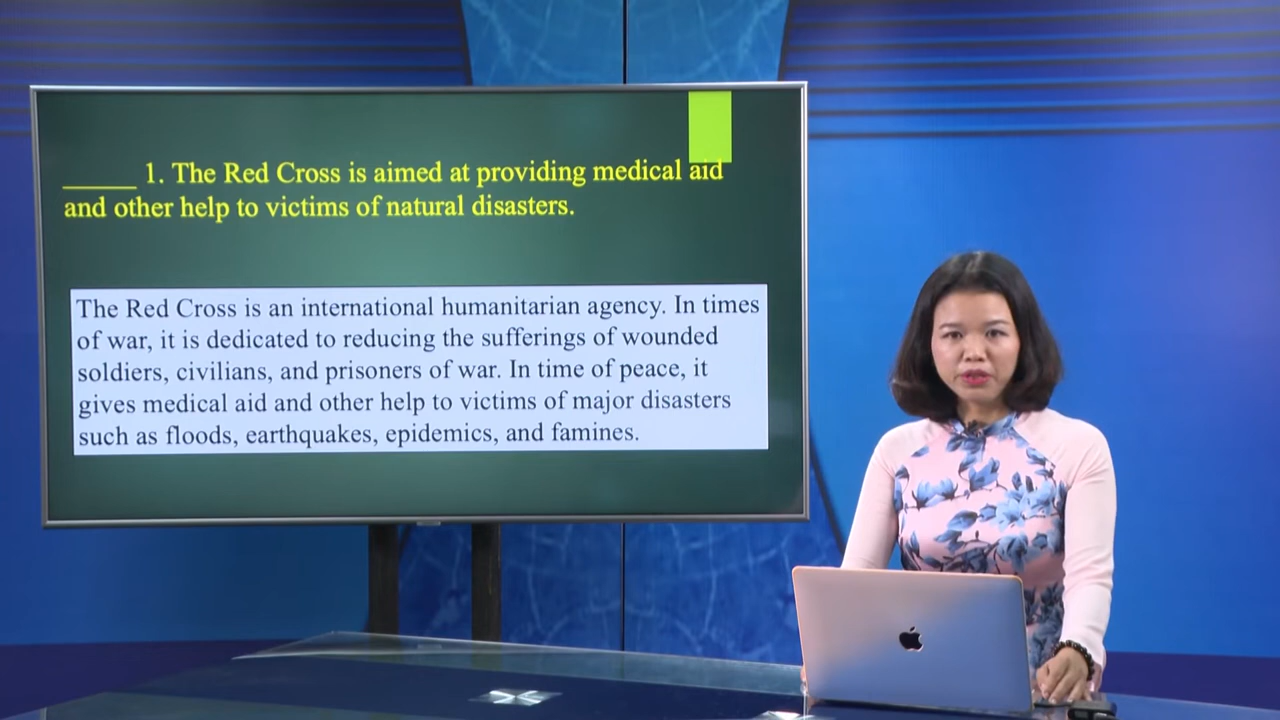 _____ 1. The Red Cross is aimed at providing medical aid
and other help to victims of natural disasters.
The Red Cross is an international humanitarian agency. In times
of war, it is dedicated to reducing the sufferings of wounded
soldiers, civilians, and prisoners of war. In time of peace, it
gives medical aid and other help to victims of major disasters
such as floods, earthquakes, epidemics, and famines.